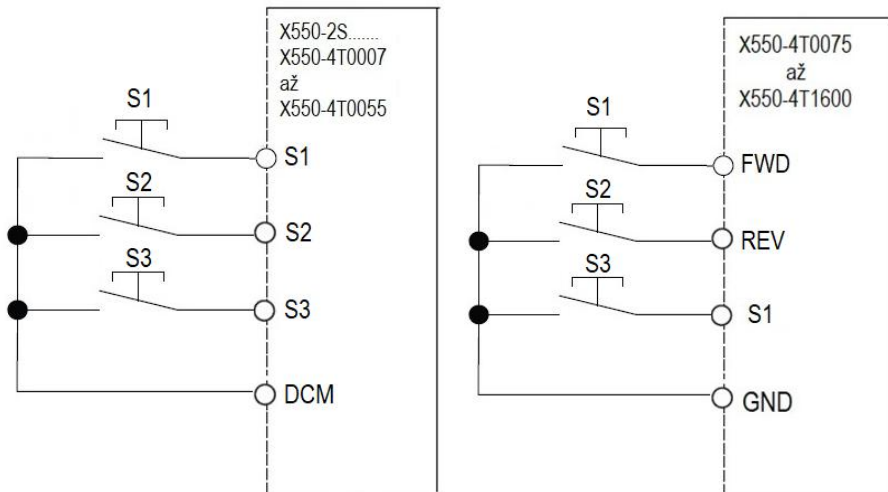 X550-2S.......
X550-4T0007
až
X550-4T0055
S1
S1
S2
S2
S3
S3
DCM
X550-4T0075
až
X550-4T1600
S1
FWD
S2
REV
S3
S1
GND